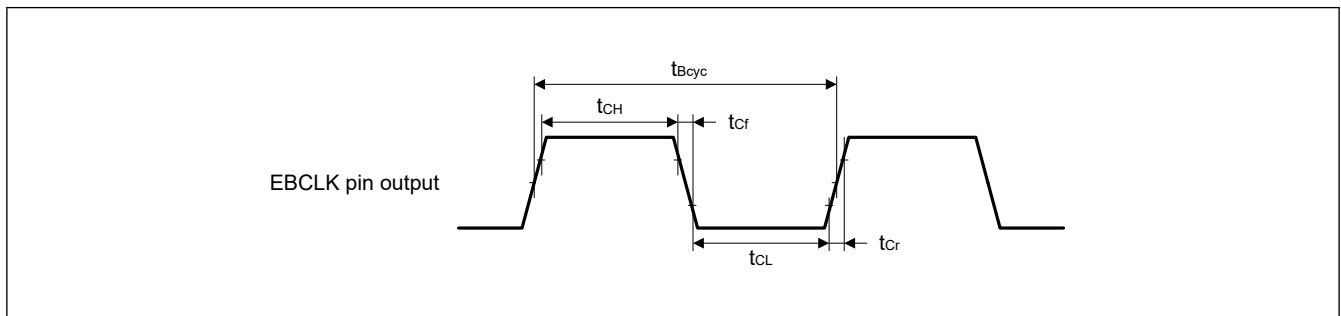 tBcyc
tCH
tCf
EBCLK pin output
tCL
tCr